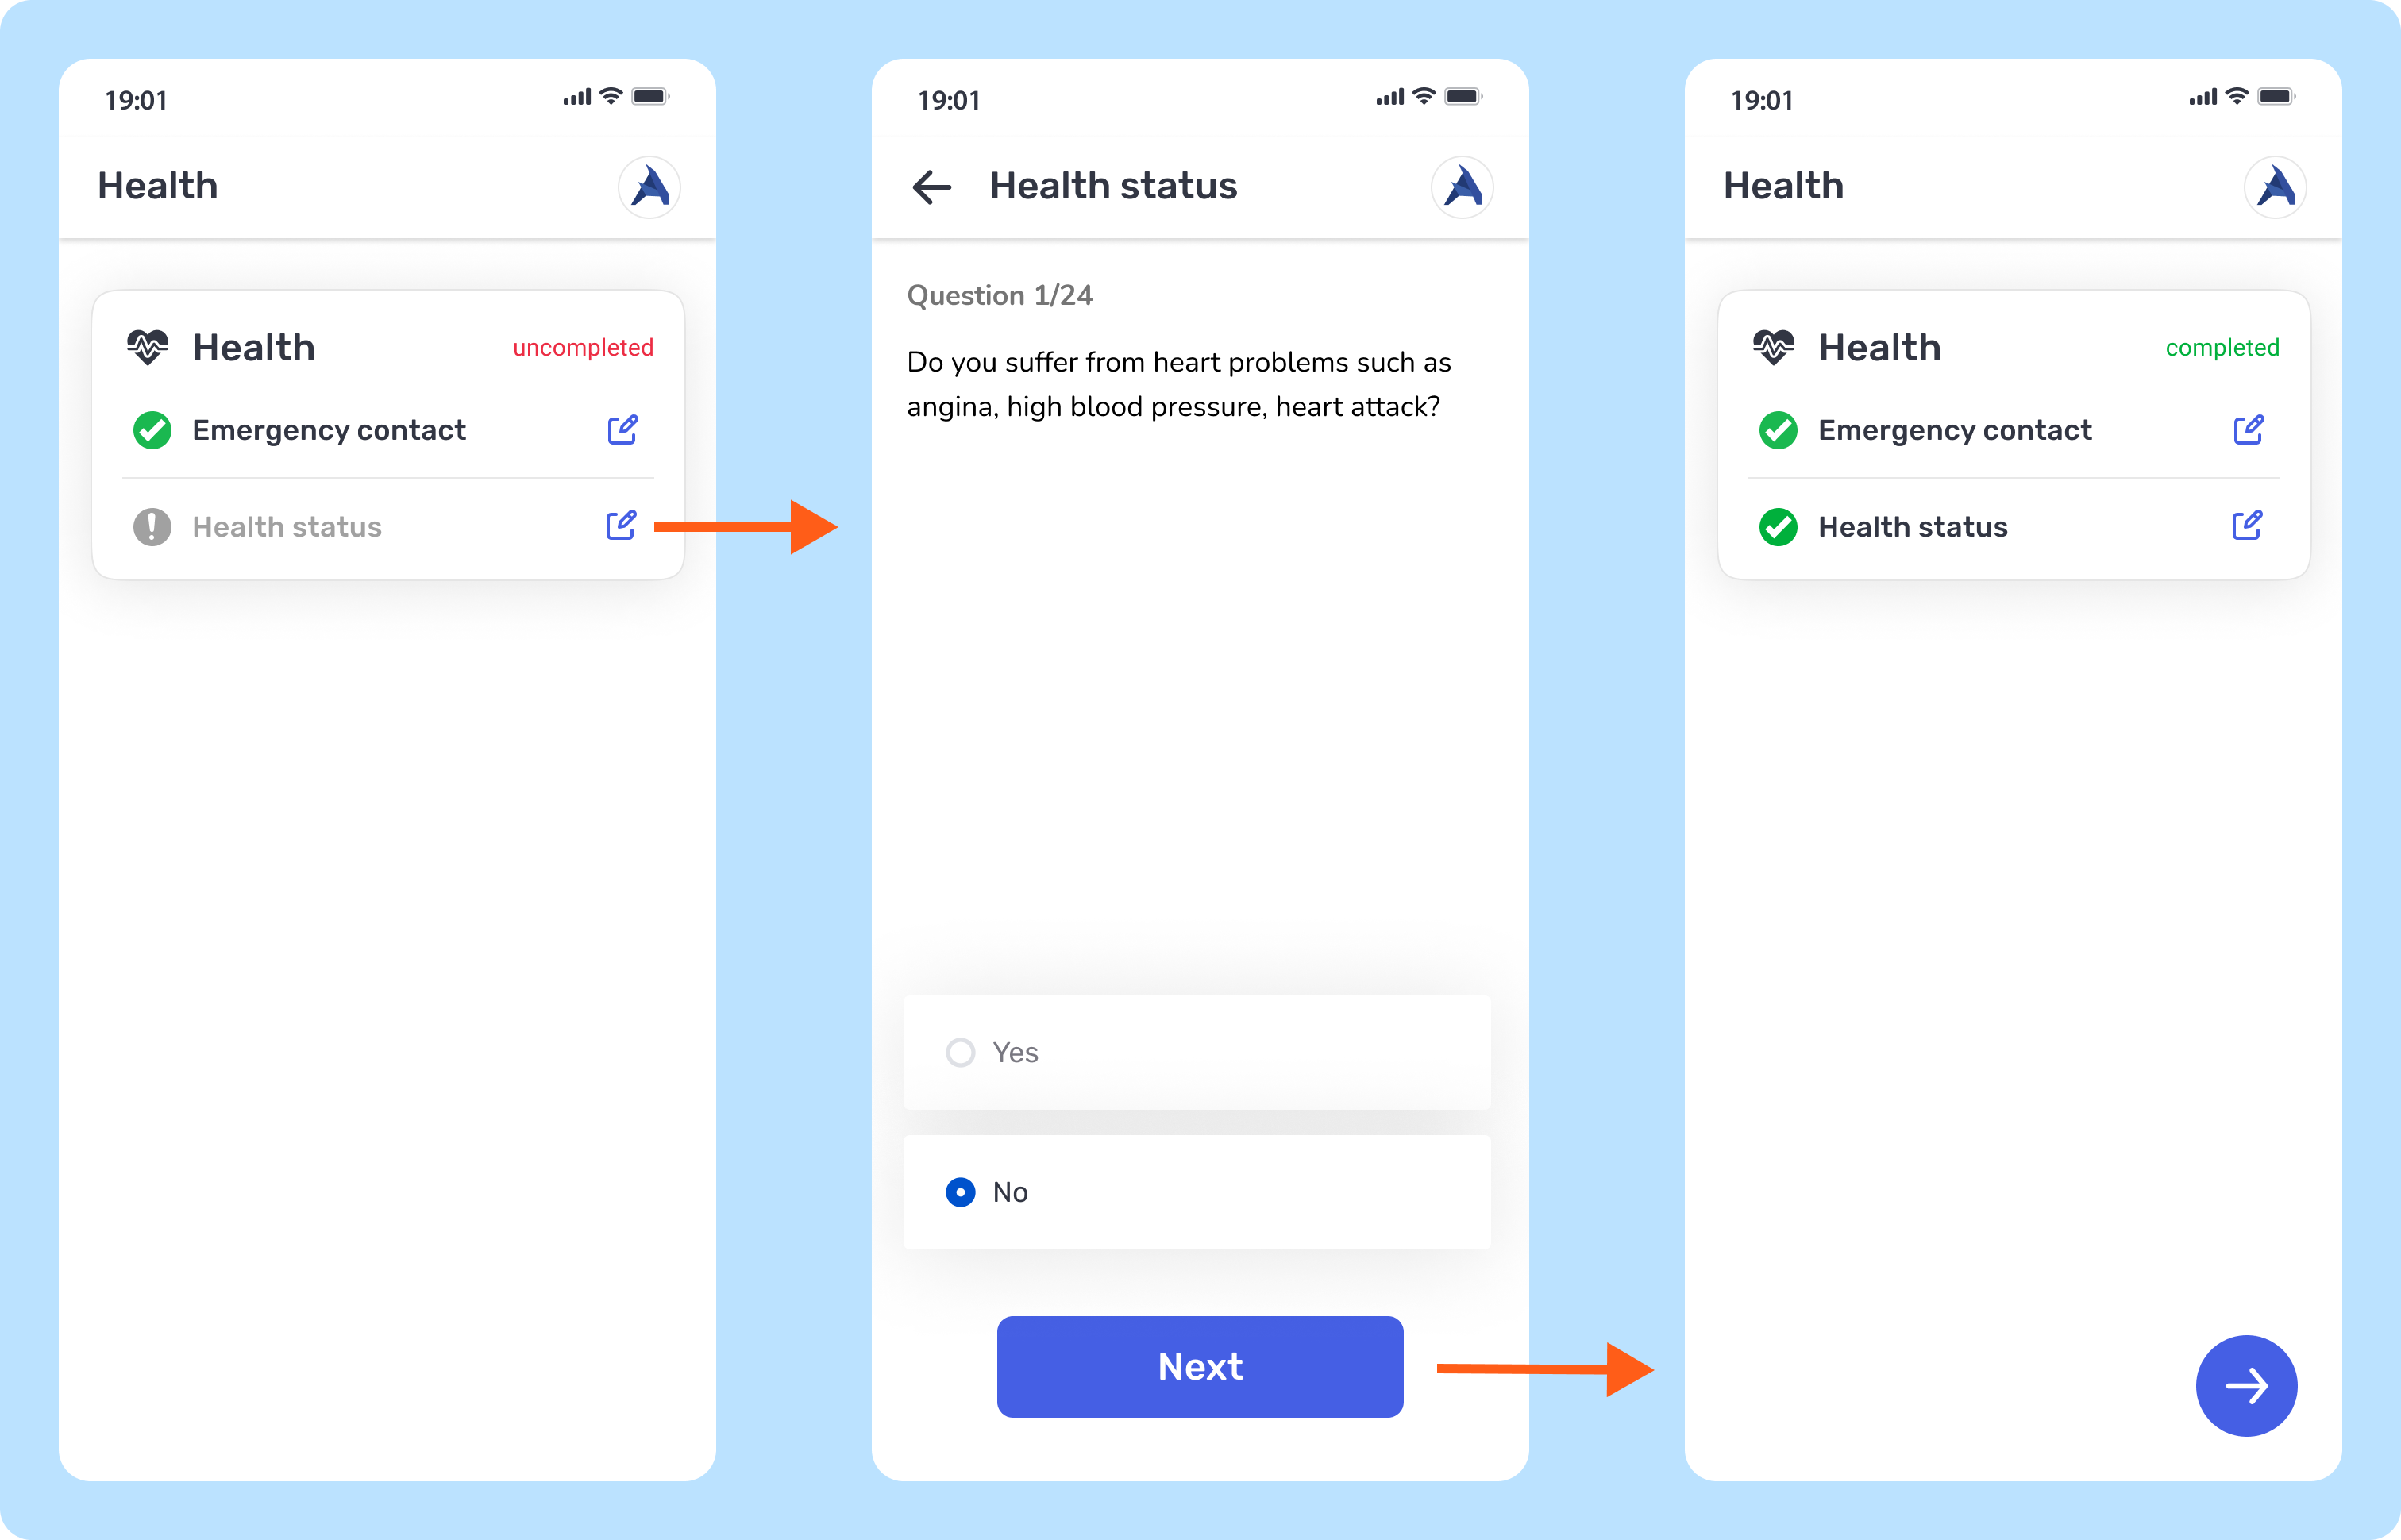 19:01
Health
Health
uncompleted
Emergency contact
Health status
19:01
Health status
Question 1/24
Do you suffer from heart problems such as
angina, high blood pressure, heart attack?
Yes
No
Next
19:01
Health
Health
completed
Emergency contact
Health status